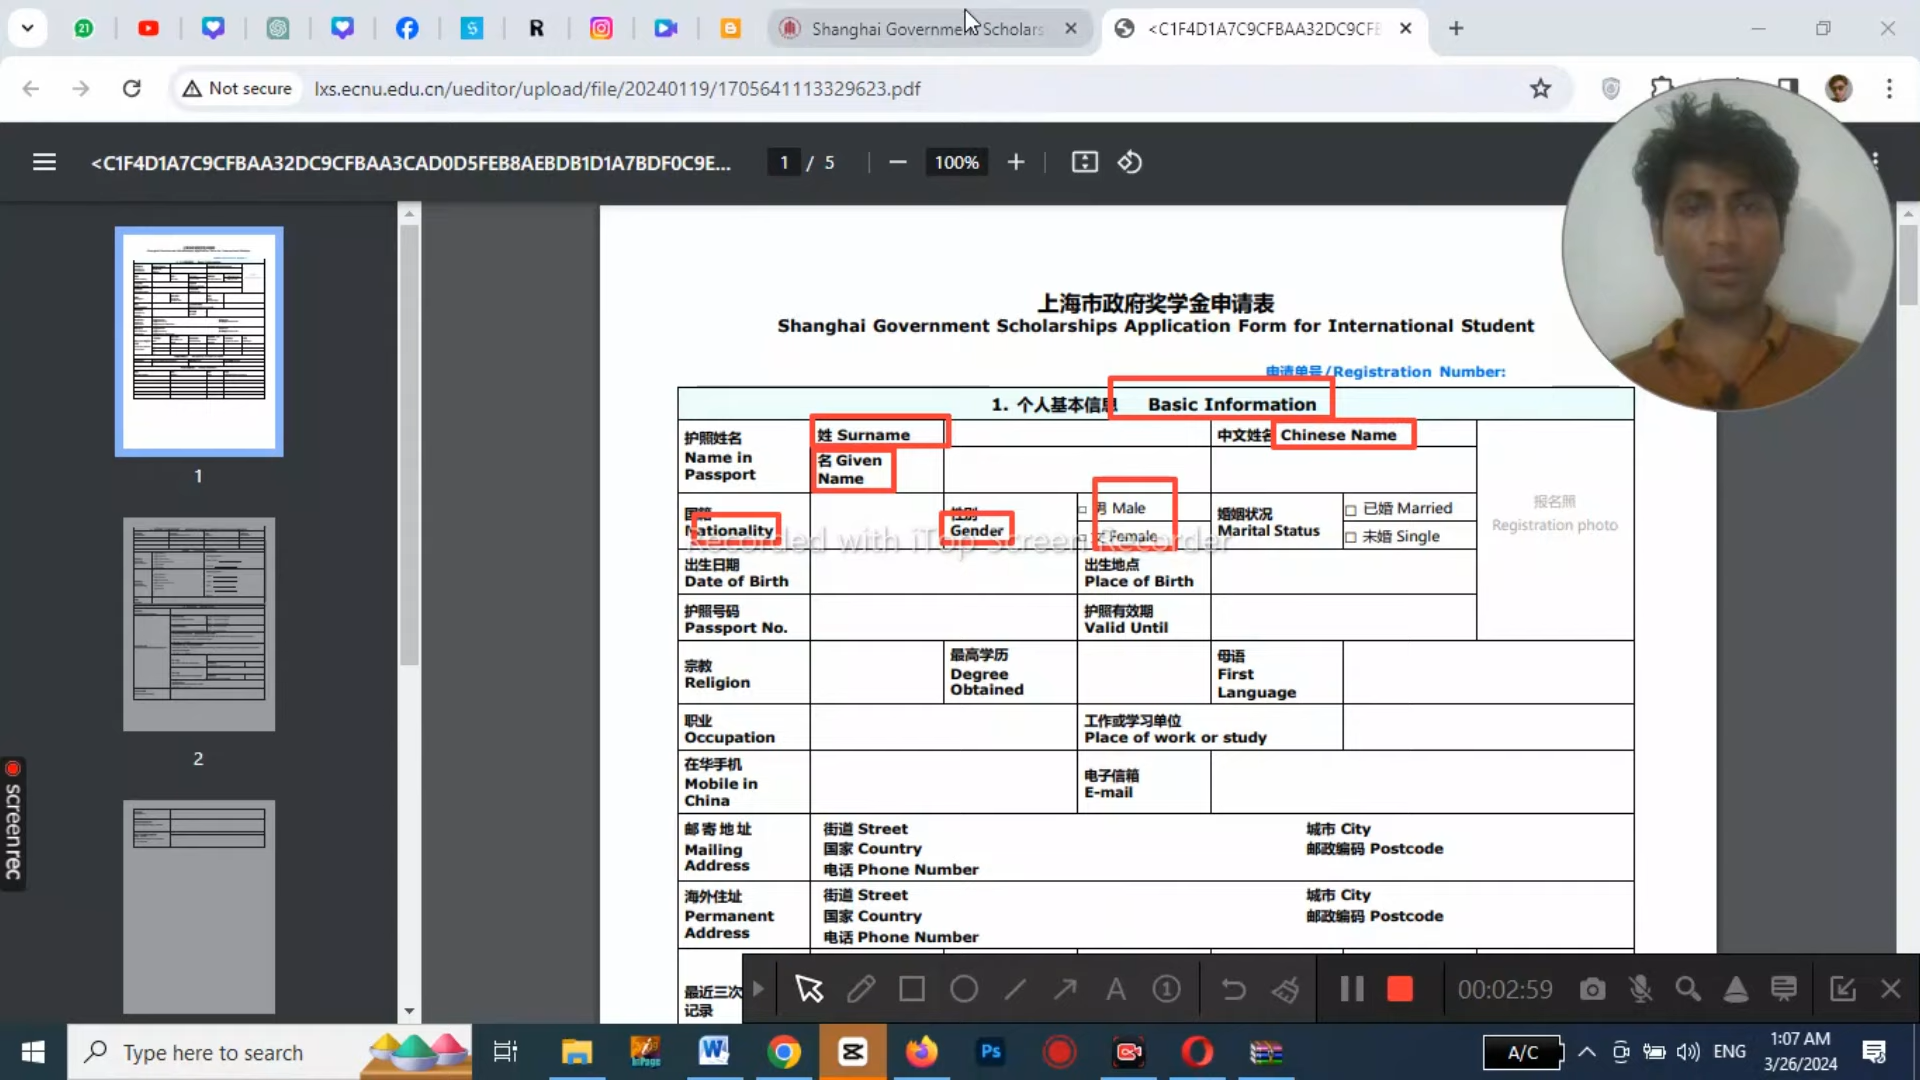 Shanghai Government Scholars
<C1F4D1A7C9CFBAA32DC9CFB
Not secure
lxs.ecnu.edu.cn/ueditor/upload/file/20240119/1705641113329623.pdf
<C1F4D1A7C9CFBAA32DC9CFBAA3CAD0D5FEB8AEBDB1D1A7BDF0C9E...
1 / 5
100%
1
2
上海市政府奖学金申请表
Shanghai Government Scholarships Application Form for International Student
申请单号/Registration Number:
1. 个人基本信息 Basic Information
护照姓名
Name in
Passport
姓 Surname
中文姓名 Chinese Name
名 Given
Name
报名照
Registration photo
国籍
Nationality
性别
Gender
男 Male
女 Female
婚姻状况
Marital Status
已婚 Married
未婚 Single
Recorded with iTop Screen Recorder
出生日期
Date of Birth
出生地点
Place of Birth
护照号码
Passport No.
护照有效期
Valid Until
宗教
Religion
最高学历
Degree
Obtained
母语
First
Language
职业
Occupation
工作或学习单位
Place of work or study
在华手机
Mobile in
China
电子信箱
E-mail
邮寄地址
Mailing
Address
街道 Street
城市 City
国家 Country
邮政编码 Postcode
电话 Phone Number
海外住址
Permanent
Address
街道 Street
城市 City
国家 Country
邮政编码 Postcode
电话 Phone Number
最近三次
记录
screenrec
00:02:59
Type here to search
A/C
ENG
1:07 AM
3/26/2024